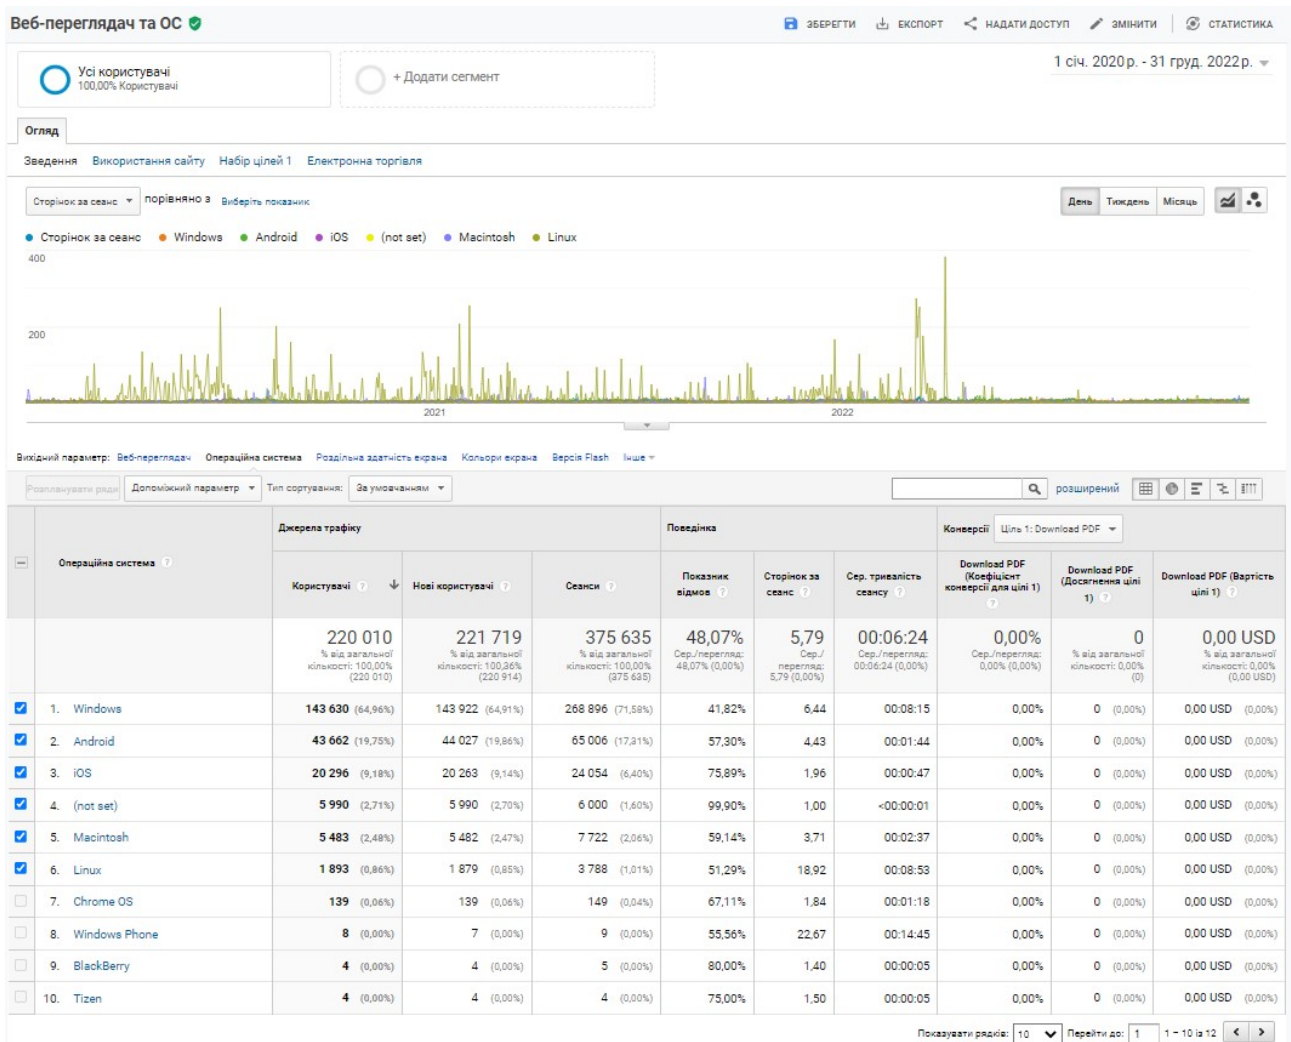 Веб-переглядач та ОС
ЗБЕРЕГТИ ЕКСПОРТ НАДАТИ ДОСТУП ЗМІНИТИ СТАТИСТИКА
Усі користувачі
100,00% Користувачі
+ Додати сегмент
1 січ. 2020 р. - 31 груд. 2022 р.
Огляд
Зведення Використання сайту Набір цілей 1 Електронна торгівля
Сторінок за сеанс порівняно з Виберіть показник
День Тиждень Місяць
Сторінок за сеанс Windows Android iOS (not set) Macintosh Linux
400
200
2021 2022
Вихідний параметр: Веб-переглядач Операційна система Роздільна здатність екрана Кольори екрана Версія Flash Інше
Розпланувати ряди Допоміжний параметр Тип сортування: За умовчанням розширений
Джерела трафіку Поведінка Конверсії Ціль 1: Download PDF
Операційна система ?
Користувачі ? Нові користувачі ? Сеанси ? Показник відмов ? Сторінок за сеанс ? Сер. тривалість сеансу ? Download PDF (Коефіцієнт конверсії для цілі 1) ? Download PDF (Досягнення цілі 1) ? Download PDF (Вартість цілі 1) ?
220 010 221 719 375 635 48,07% 5,79 00:06:24 0,00% 0 0,00 USD
% від загальної кількості: 100,00% (220 010) % від загальної кількості: 100,36% (220 914) % від загальної кількості: 100,00% (375 635) Сер./перегляд: 48,07% (0,00%) Сер./перегляд: 5,79 (0,00%) Сер./перегляд: 00:06:24 (0,00%) Сер./перегляд: 0,00% (0,00%) % від загальної кількості: 0,00% (0) % від загальної кількості: 0,00% (0,00 USD)
1. Windows 143 630 (64,96%) 143 922 (64,91%) 268 896 (71,58%) 41,82% 6,44 00:08:15 0,00% 0 (0,00%) 0,00 USD (0,00%)
2. Android 43 662 (19,75%) 44 027 (19,86%) 65 006 (17,31%) 57,30% 4,43 00:01:44 0,00% 0 (0,00%) 0,00 USD (0,00%)
3. iOS 20 296 (9,18%) 20 263 (9,14%) 24 054 (6,40%) 75,89% 1,96 00:00:47 0,00% 0 (0,00%) 0,00 USD (0,00%)
4. (not set) 5 990 (2,71%) 5 990 (2,70%) 6 000 (1,60%) 99,90% 1,00 <00:00:01 0,00% 0 (0,00%) 0,00 USD (0,00%)
5. Macintosh 5 483 (2,48%) 5 482 (2,47%) 7 722 (2,06%) 59,14% 3,71 00:02:37 0,00% 0 (0,00%) 0,00 USD (0,00%)
6. Linux 1 893 (0,86%) 1 879 (0,85%) 3 788 (1,01%) 51,29% 18,92 00:08:53 0,00% 0 (0,00%) 0,00 USD (0,00%)
7. Chrome OS 139 (0,06%) 139 (0,06%) 149 (0,04%) 67,11% 1,84 00:01:18 0,00% 0 (0,00%) 0,00 USD (0,00%)
8. Windows Phone 8 (0,00%) 7 (0,00%) 9 (0,00%) 55,56% 22,67 00:14:45 0,00% 0 (0,00%) 0,00 USD (0,00%)
9. BlackBerry 4 (0,00%) 4 (0,00%) 5 (0,00%) 80,00% 1,40 00:00:05 0,00% 0 (0,00%) 0,00 USD (0,00%)
10. Tizen 4 (0,00%) 4 (0,00%) 4 (0,00%) 75,00% 1,50 00:00:05 0,00% 0 (0,00%) 0,00 USD (0,00%)
Показувати рядків: 10 Перейти до: 1 1 – 10 із 12